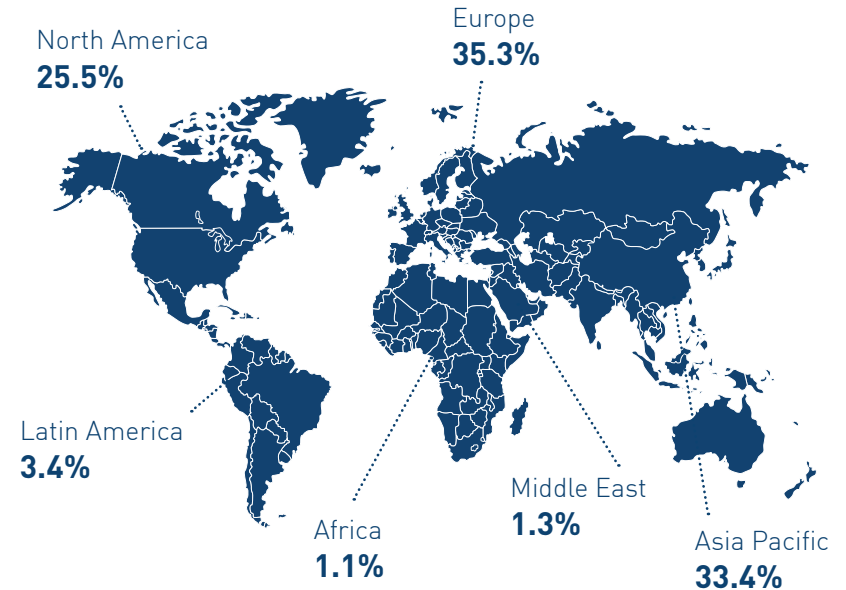 Europe
35.3%
North America
25.5%
Latin America
3.4%
Middle East
1.3%
Africa
1.1%
Asia Pacific
33.4%